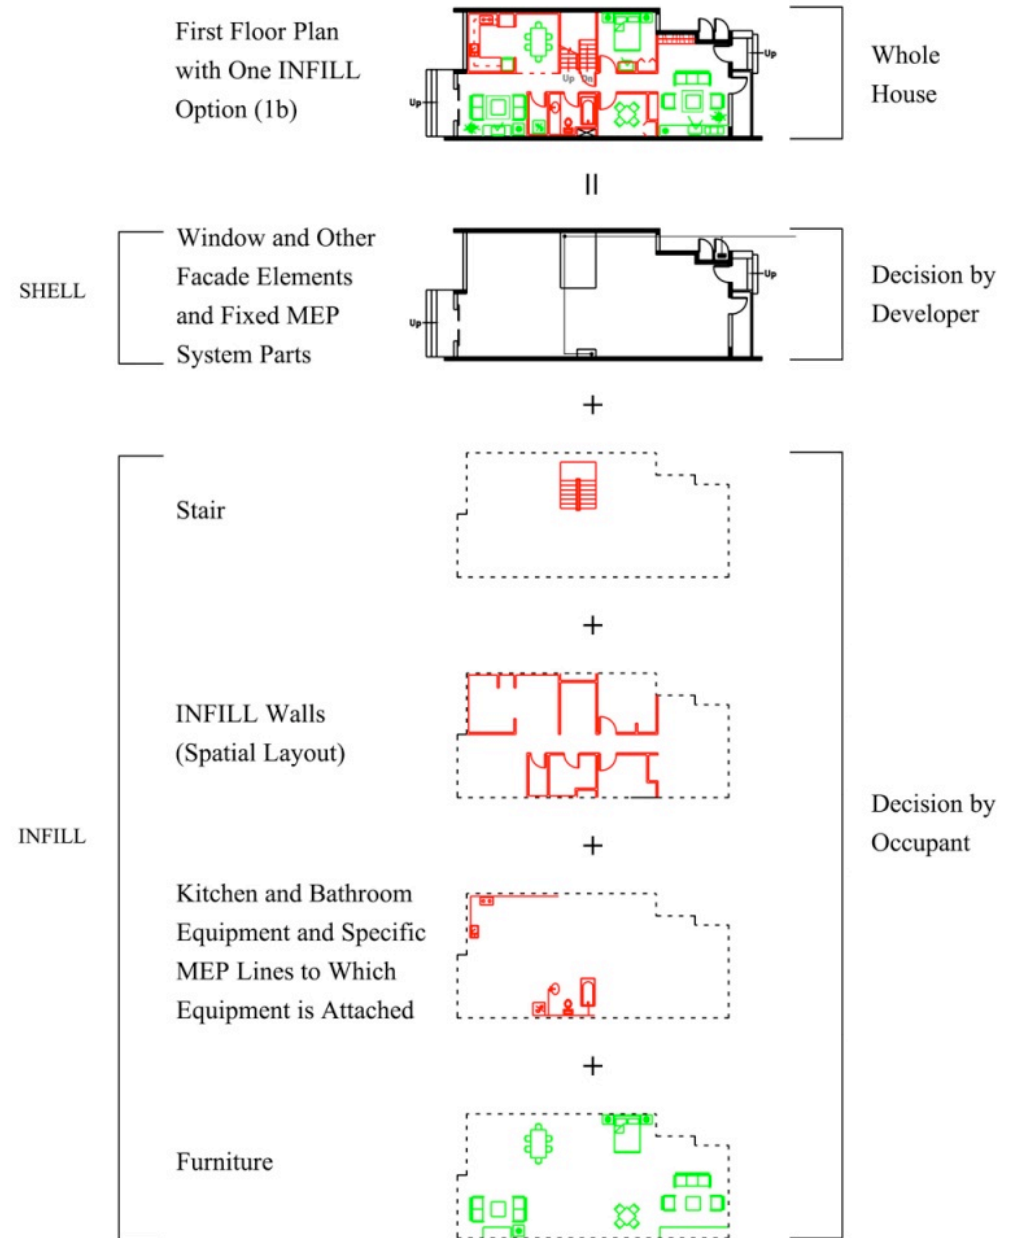 First Floor Plan
with One INFILL
Option (1b)
Up
Up Dn
Up
Whole
House
=
SHELL
Window and Other
Facade Elements
and Fixed MEP
System Parts
Up
Up
Decision by
Developer
+
Stair
+
INFILL Walls
(Spatial Layout)
+
INFILL
Decision by
Occupant
Kitchen and Bathroom
Equipment and Specific
MEP Lines to Which
Equipment is Attached
+
Furniture